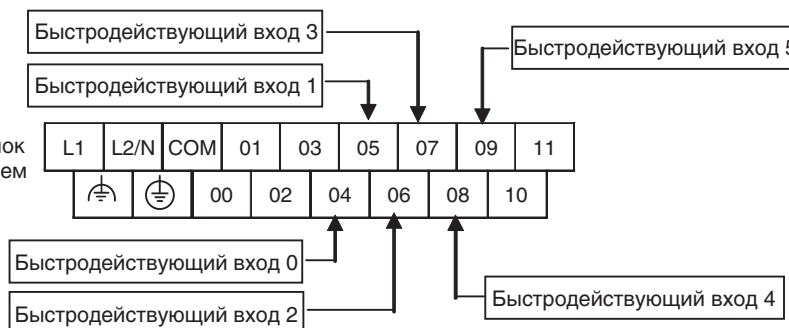 Быстродействующий вход 3
Быстродействующий вход 5
Быстродействующий вход 1
L1 L2/N COM 01 03 05 07 09 11
ем
00 02 04 06 08 10
Быстродействующий вход 0
Быстродействующий вход 4
Быстродействующий вход 2